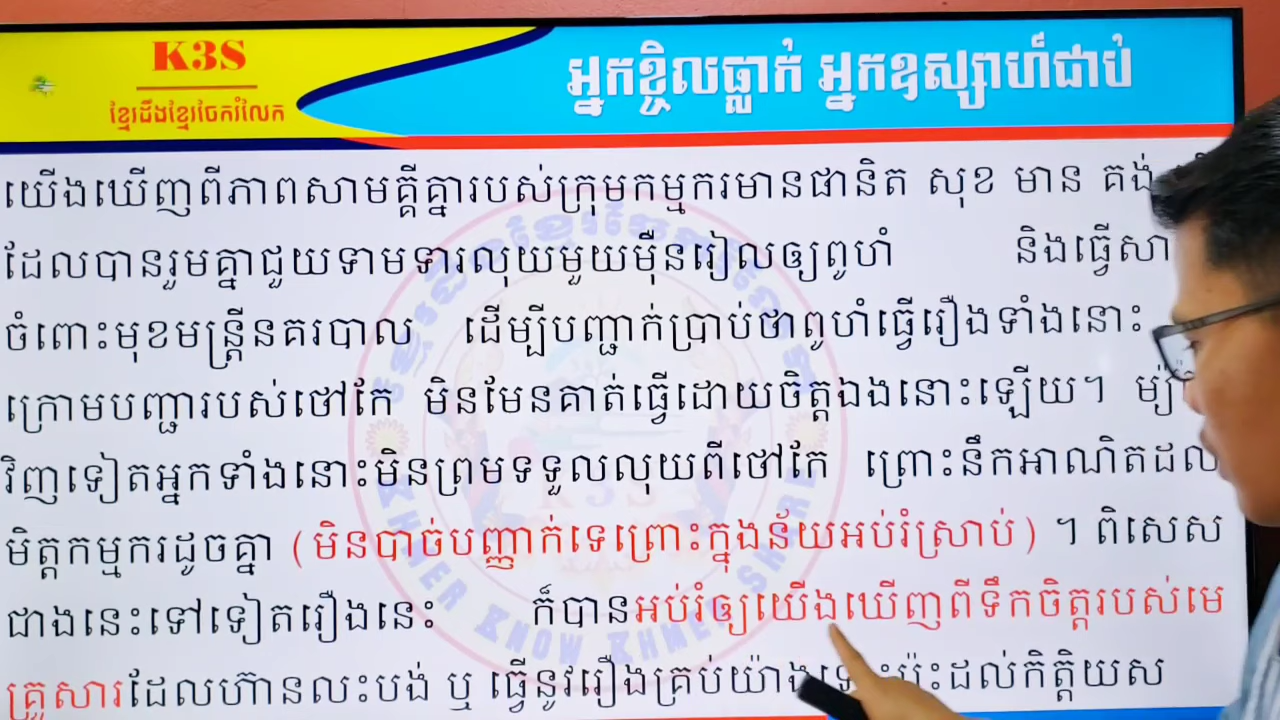 K3S
ខ្មែរដឹងខ្មែរចែករំលែក
អ្នកខ្ជិលធ្លាក់ អ្នកឧស្សាហ៍ជាប់
យើងឃើញពីភាពសាមគ្គីគ្នារបស់ក្រុមកម្មករមានផានិត សុខ មាន គង់
ដែលបានរួមគ្នាជួយទាមទារលុយមួយម៉ឺនរៀលឲ្យពូហំ និងធ្វើសា
ចំពោះមុខមន្ត្រីនគរបាល ដើម្បីបញ្ជាក់ប្រាប់ថាពូហំធ្វើរឿងទាំងនោះ
ក្រោមបញ្ជារបស់ថៅកែ មិនមែនគាត់ធ្វើដោយចិត្តឯងនោះឡើយ។ ម្យ៉
វិញទៀតអ្នកទាំងនោះមិនព្រមទទួលលុយពីថៅកែ ព្រោះនឹកអាណិតដល់
មិត្តកម្មករដូចគ្នា (មិនបាច់បញ្ញាក់ទេព្រោះក្នុងន័យអប់រំស្រាប់) ។ ពិសេស
ជាងនេះទៅទៀតរឿងនេះ ក៏បានអប់រំឲ្យយើងឃើញពីទឹកចិត្តរបស់មេ
គ្រួសារដែលហ៊ានលះបង់ ឬ ធ្វើនូវរឿងគ្រប់យ៉ាង ដល់កិត្តិយស
KHMER KNOW KHMER SHARE
K3S